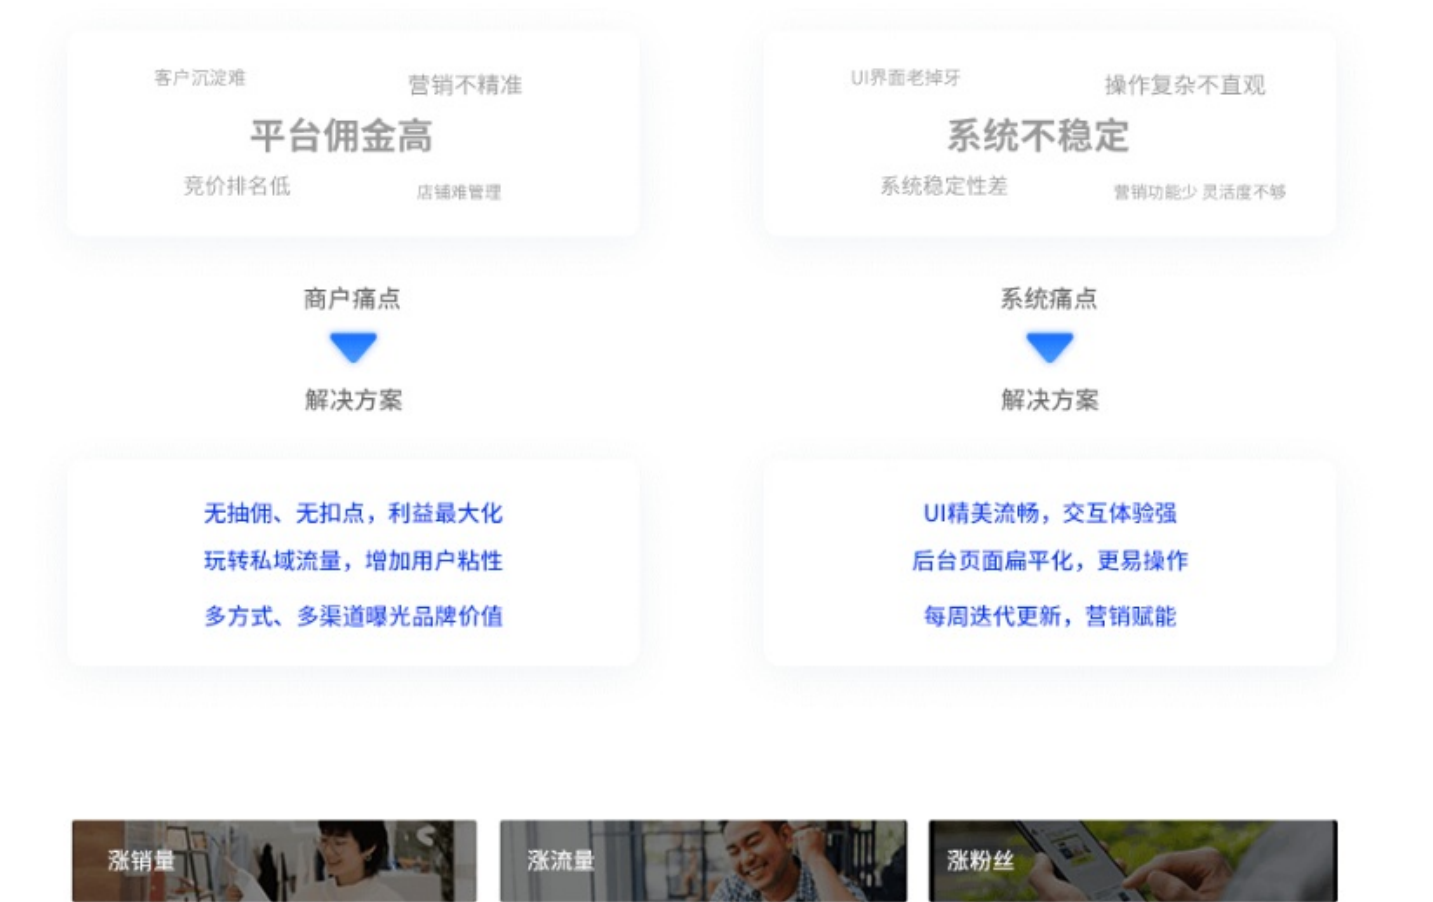 客户沉淀难
营销不精准
平台佣金高
竞价排名低
店铺难管理
商户痛点
解决方案
无抽佣、无扣点，利益最大化
玩转私域流量，增加用户粘性
多方式、多渠道曝光品牌价值
UI界面老掉牙
操作复杂不直观
系统不稳定
系统稳定性差
营销功能少 灵活度不够
系统痛点
解决方案
UI精美流畅，交互体验强
后台页面扁平化，更易操作
每周迭代更新，营销赋能
涨销量
涨流量
涨粉丝